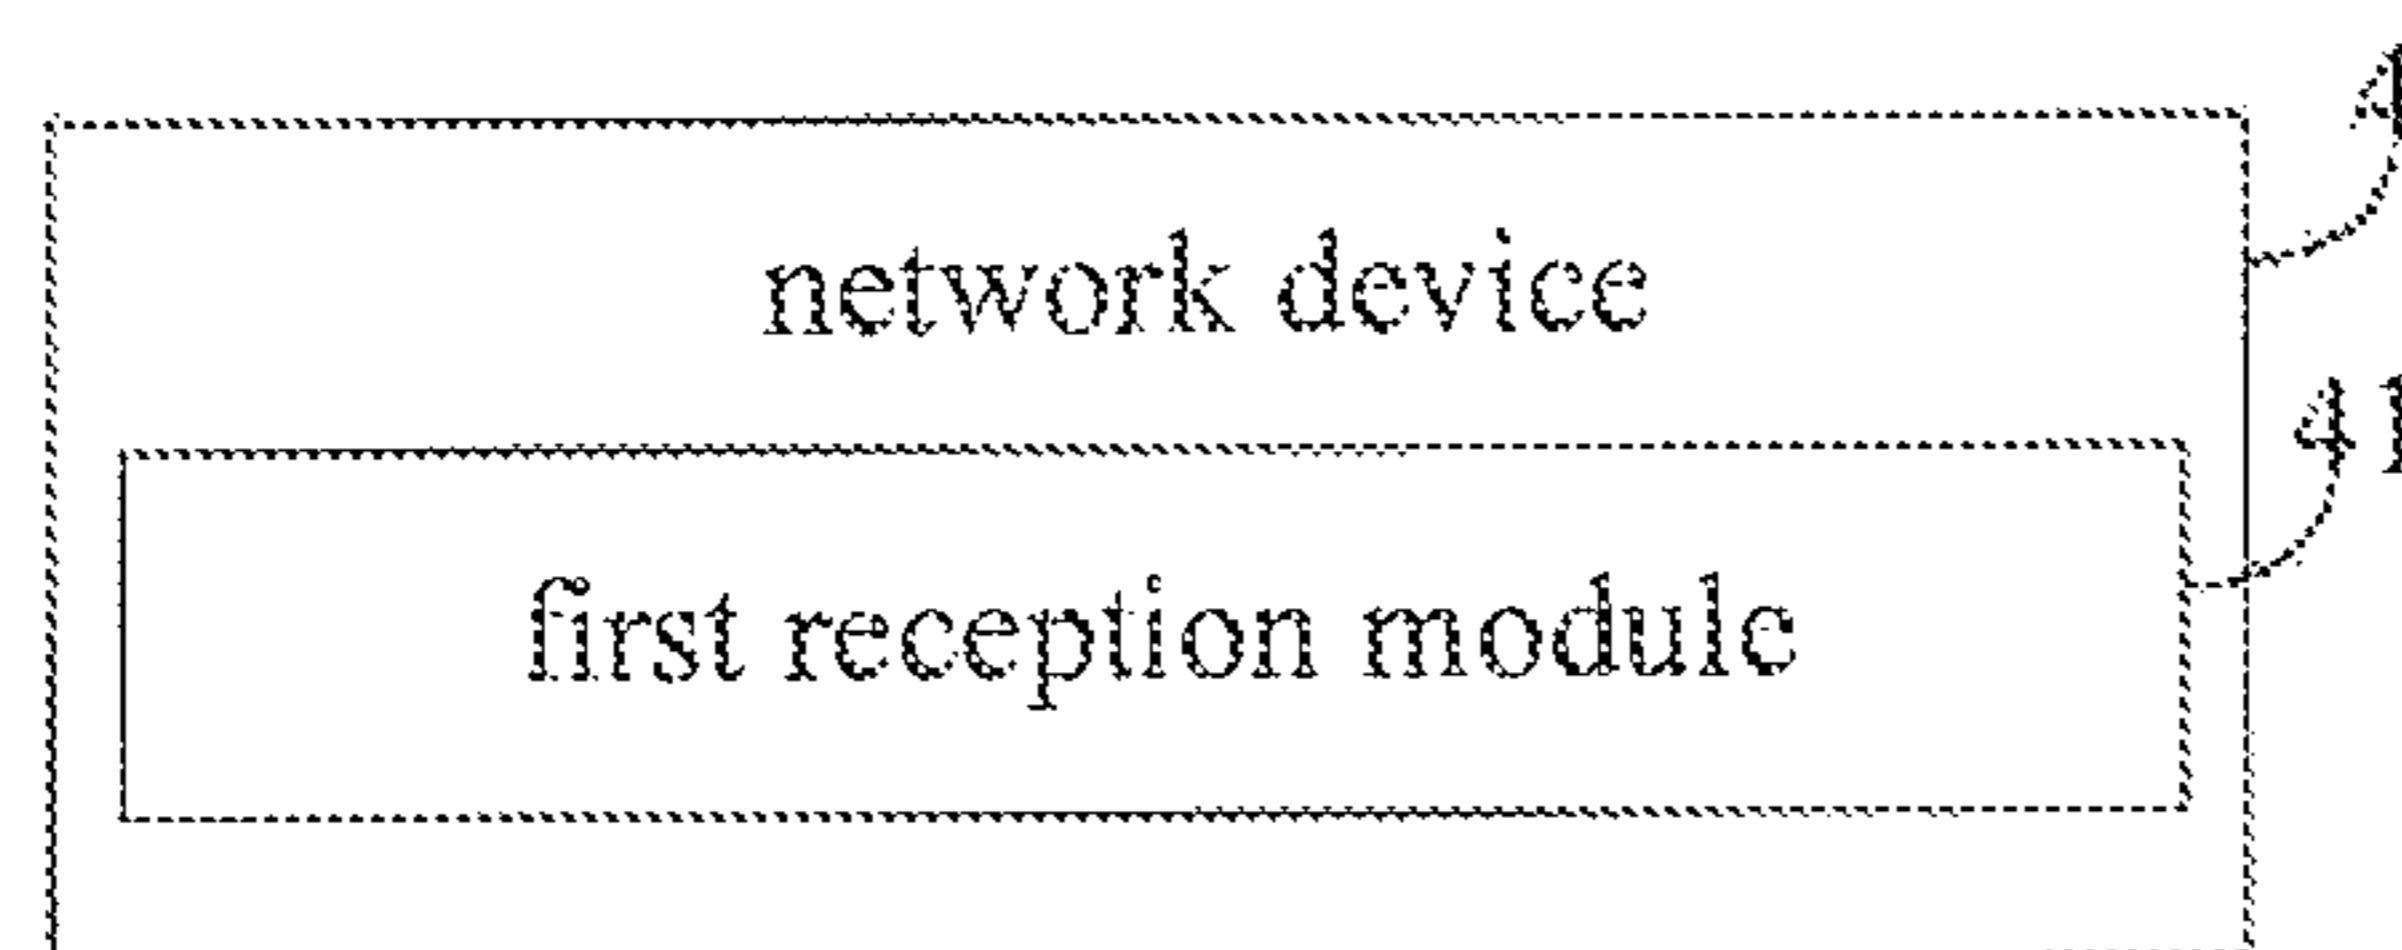 network device
first reception module